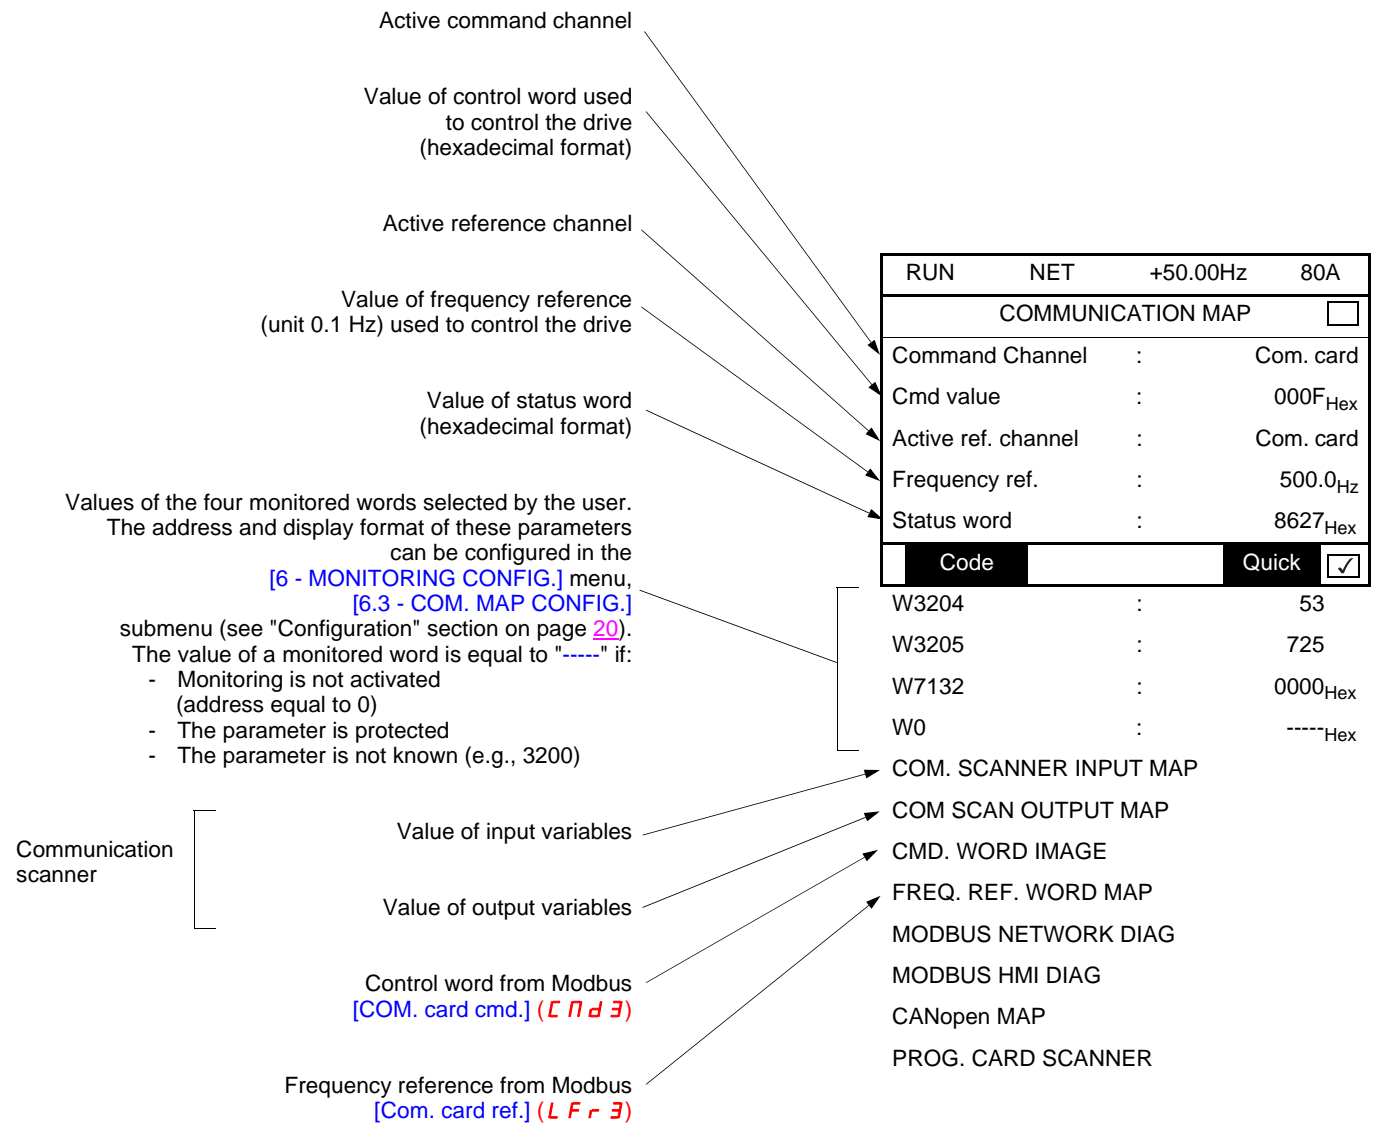 Active command channel
Value of control word used
to control the drive
(hexadecimal format)
Active reference channel
Value of frequency reference
(unit 0.1 Hz) used to control the drive
Value of status word
(hexadecimal format)
Values of the four monitored words selected by the user.
The address and display format of these parameters
can be configured in the
[6 - MONITORING CONFIG.] menu,
[6.3 - COM. MAP CONFIG.]
submenu (see "Configuration" section on page 20).
The value of a monitored word is equal to "-----" if:
- Monitoring is not activated
(address equal to 0)
- The parameter is protected
- The parameter is not known (e.g., 3200)
Communication
scanner
Value of input variables
Value of output variables
Control word from Modbus
[COM. card cmd.] (CMd3)
Frequency reference from Modbus
[Com. card ref.] (LFr3)
RUN NET +50.00Hz 80A
COMMUNICATION MAP
Command Channel : Com. card
Cmd value : 000FHex
Active ref. channel : Com. card
Frequency ref. : 500.0Hz
Status word : 8627Hex
Code Quick ✓
W3204 : 53
W3205 : 725
W7132 : 0000Hex
W0 : -----Hex
COM. SCANNER INPUT MAP
COM SCAN OUTPUT MAP
CMD. WORD IMAGE
FREQ. REF. WORD MAP
MODBUS NETWORK DIAG
MODBUS HMI DIAG
CANopen MAP
PROG. CARD SCANNER